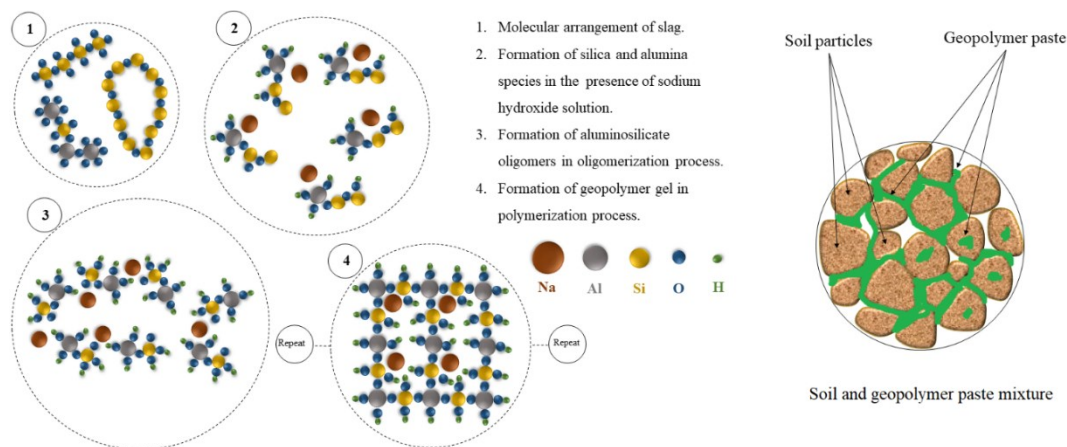 1
2
3
4
Repeat
Repeat
1. Molecular arrangement of slag.
2. Formation of silica and alumina
species in the presence of sodium
hydroxide solution.
3. Formation of aluminosilicate
oligomers in oligomerization process.
4. Formation of geopolymer gel in
polymerization process.
Na Al Si O H
Soil particles
Geopolymer paste
Soil and geopolymer paste mixture